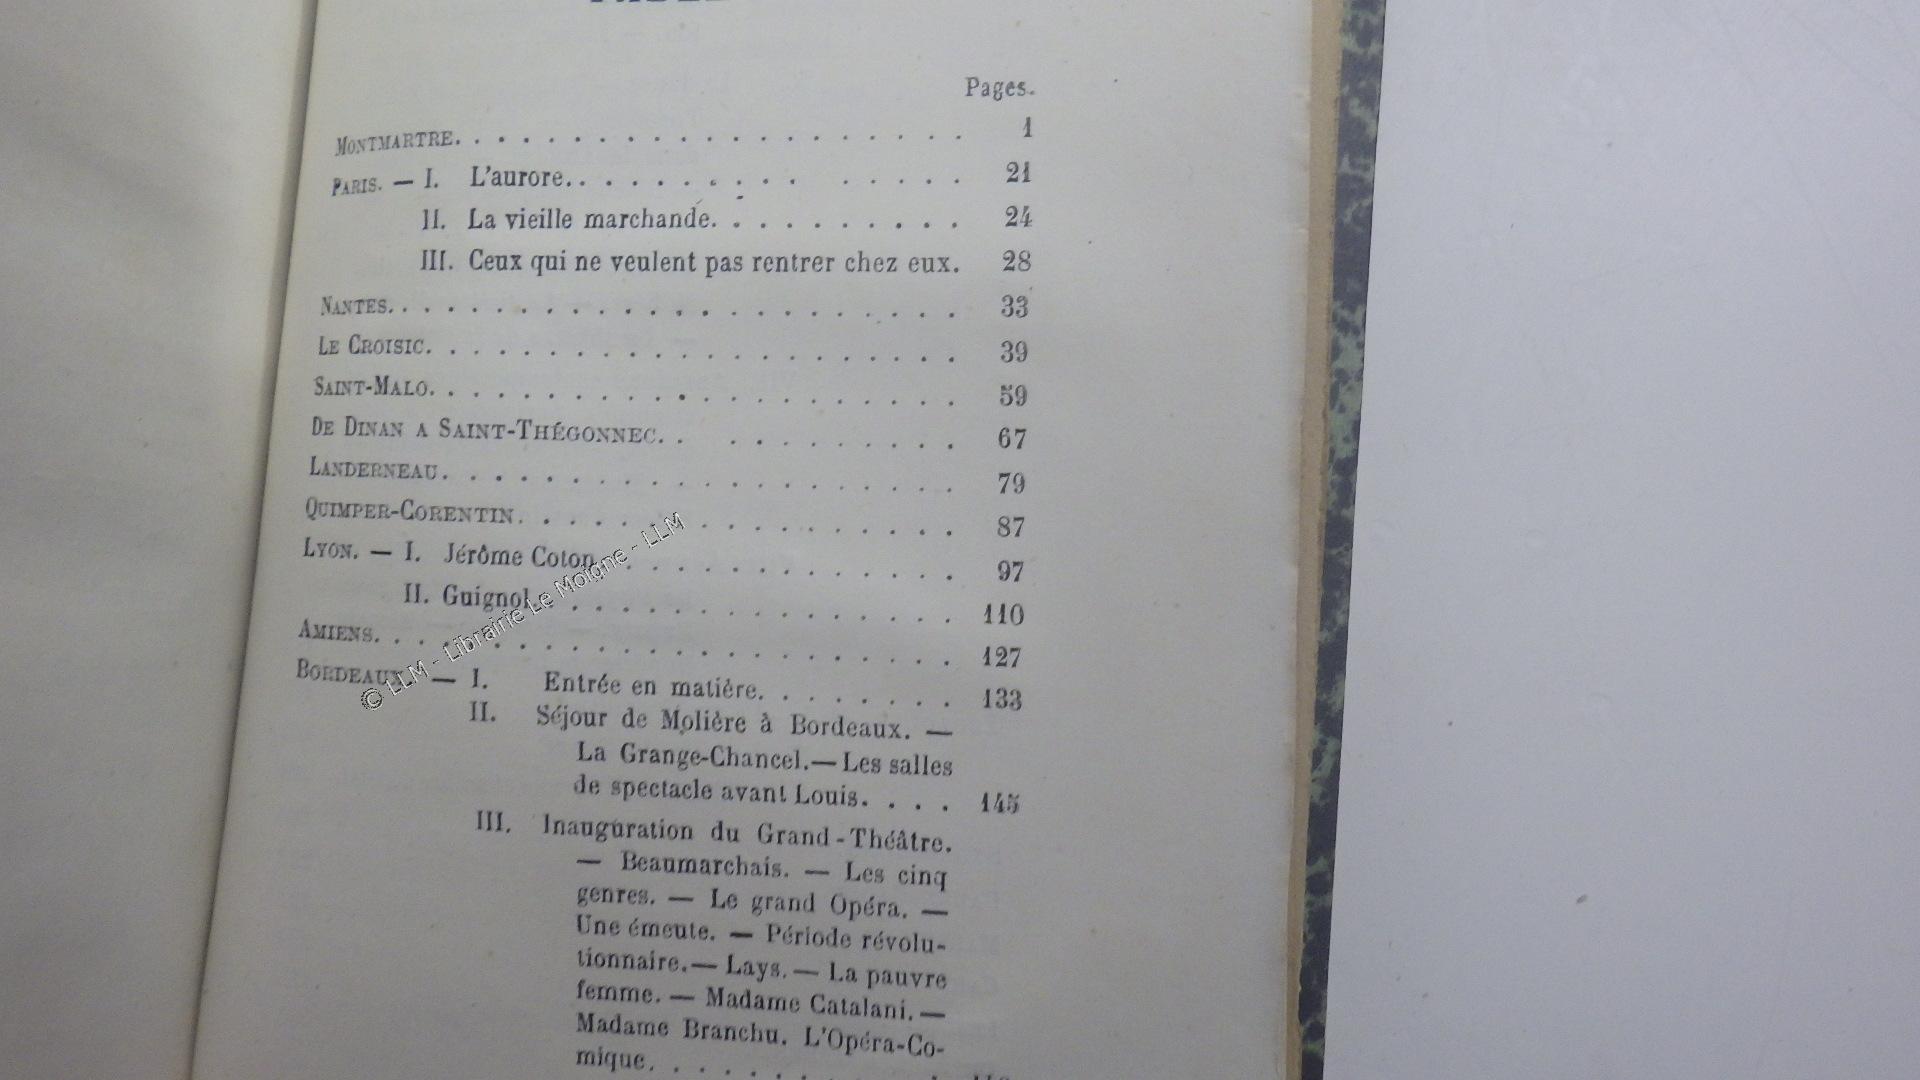 Pages.
MONTMARTRE. . . . . . . . . . . . . . . . . . . . 1
PARIS. — I. L'aurore. . . . . . . . . . . . . . . 21
II. La vieille marchande. . . . . . . . . . 24
III. Ceux qui ne veulent pas rentrer chez eux. 28
NANTES. . . . . . . . . . . . . . . . . . . . . . 33
LE CROISIC. . . . . . . . . . . . . . . . . . . . 39
SAINT-MALO. . . . . . . . . . . . . . . . . . . . 59
DE DINAN A SAINT-THÉGONNEC. . . . . . . . . . . 67
LANDERNEAU. . . . . . . . . . . . . . . . . . . . 79
QUIMPER-CORENTIN. . . . . . . . . . . . . . . . . 87
LYON. — I. Jérôme Coton. . . . . . . . . . . . . . 97
II. Guignol. . . . . . . . . . . . . . . . . 110
AMIENS. . . . . . . . . . . . . . . . . . . . . . 127
BORDEAUX. — I. Entrée en matière. . . . . . . . 133
II. Séjour de Molière à Bordeaux. —
La Grange-Chancel. — Les salles
de spectacle avant Louis. . . . . 145
III. Inauguration du Grand-Théâtre.
— Beaumarchais. — Les cinq
genres. — Le grand Opéra. —
Une émeute. — Période révolu-
tionnaire. — Lays. — La pauvre
femme. — Madame Catalani. —
Madame Branchu. L'Opéra-Co-
mique. . . . . . . . . .
© LLM - Librairie Le Moigne - LLM